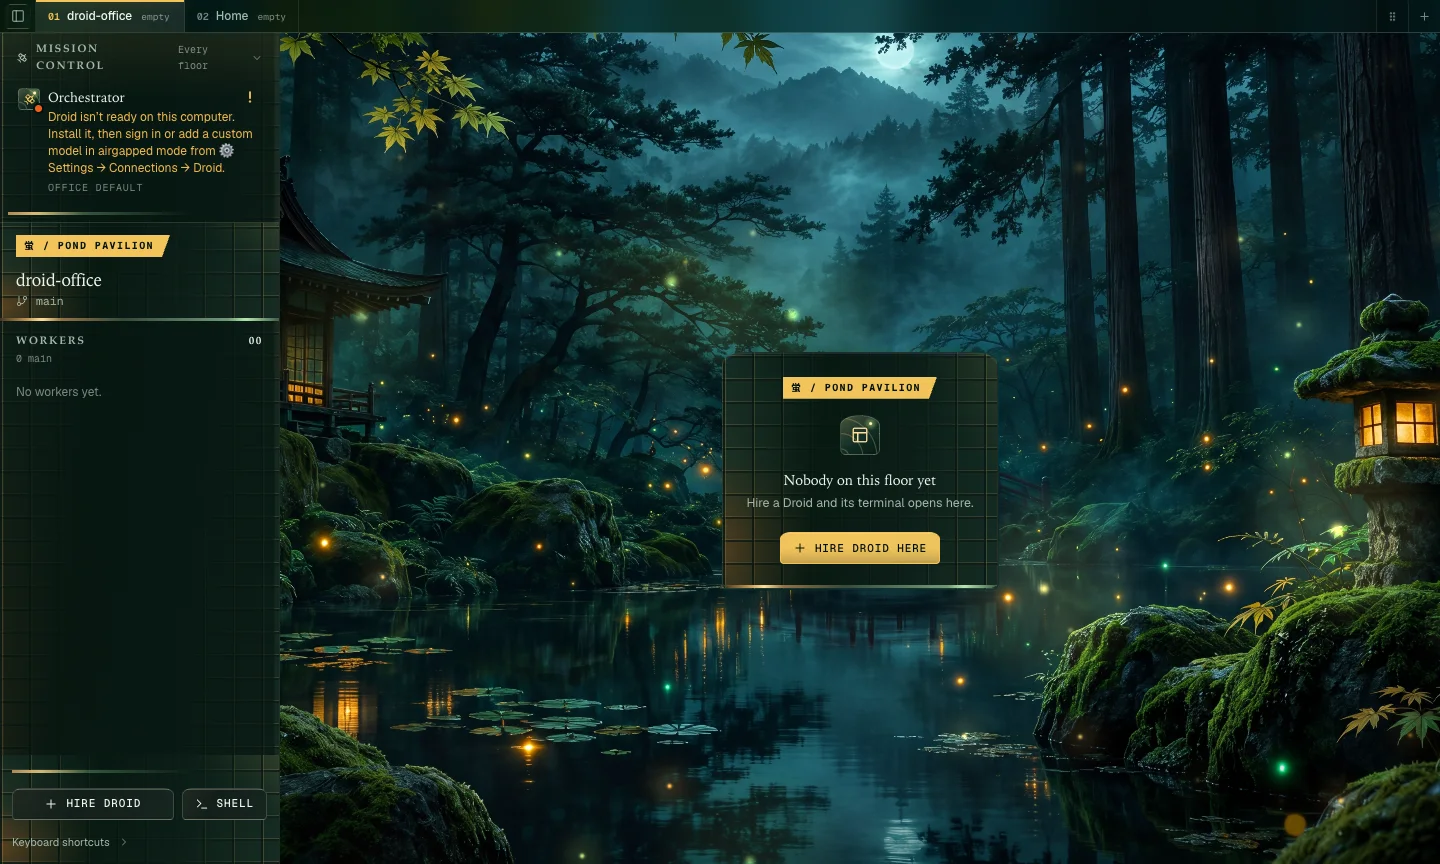 01 droid-office empty
02 Home empty
MISSION CONTROL
Every floor
Orchestrator !
Droid isn't ready on this computer.
Install it, then sign in or add a custom
model in airgapped mode from ⚙️
Settings → Connections → Droid.
OFFICE DEFAULT
蛍 / POND PAVILION
droid-office
main
WORKERS 00
0 main
No workers yet.
蛍 / POND PAVILION
Nobody on this floor yet
Hire a Droid and its terminal opens here.
+ HIRE DROID HERE
+ HIRE DROID
SHELL
Keyboard shortcuts